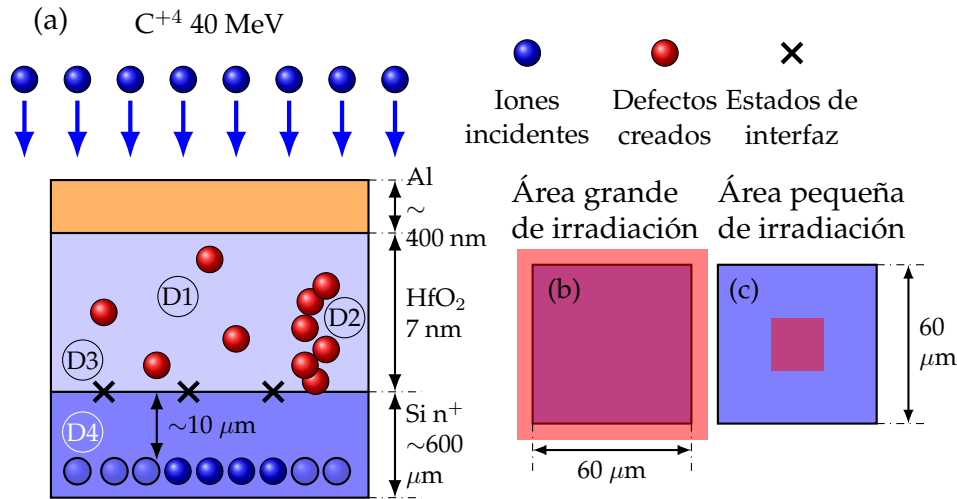 (a)
C⁺⁴ 40 MeV
Iones
incidentes
Defectos
creados
Estados de
interfaz
Al
~
400 nm
HfO₂
7 nm
Si n⁺
~600
μm
D1
D2
D3
D4
~10 μm
Área grande
de irradiación
(b)
60 μm
Área pequeña
de irradiación
(c)
60
μm